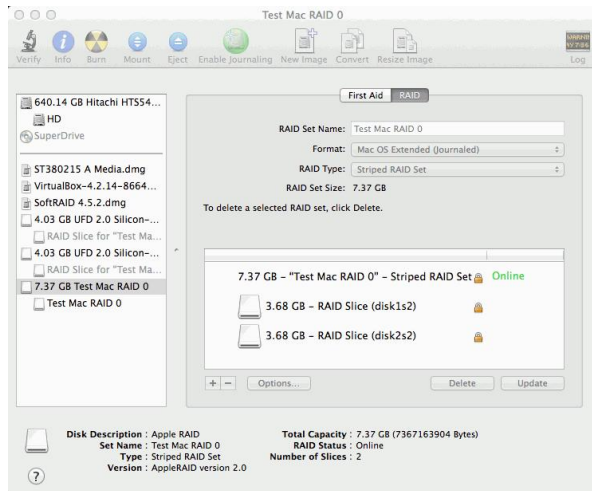 Test Mac RAID 0
Verify Info Burn Mount Eject Enable Journaling New Image Convert Resize Image Log
640.14 GB Hitachi HTS54...
HD
SuperDrive
ST380215 A Media.dmg
VirtualBox-4.2.14-8664...
SoftRAID 4.5.2.dmg
4.03 GB UFD 2.0 Silicon-...
RAID Slice for "Test Ma...
4.03 GB UFD 2.0 Silicon-...
RAID Slice for "Test Ma...
7.37 GB Test Mac RAID 0
Test Mac RAID 0
First Aid RAID
RAID Set Name: Test Mac RAID 0
Format: Mac OS Extended (Journaled)
RAID Type: Striped RAID Set
RAID Set Size: 7.37 GB
To delete a selected RAID set, click Delete.
7.37 GB – "Test Mac RAID 0" – Striped RAID Set Online
3.68 GB – RAID Slice (disk1s2)
3.68 GB – RAID Slice (disk2s2)
+ − Options... Delete Update
Disk Description : Apple RAID
Set Name : Test Mac RAID 0
Type : Striped RAID Set
Version : AppleRAID version 2.0
Total Capacity : 7.37 GB (7367163904 Bytes)
RAID Status : Online
Number of Slices : 2
?